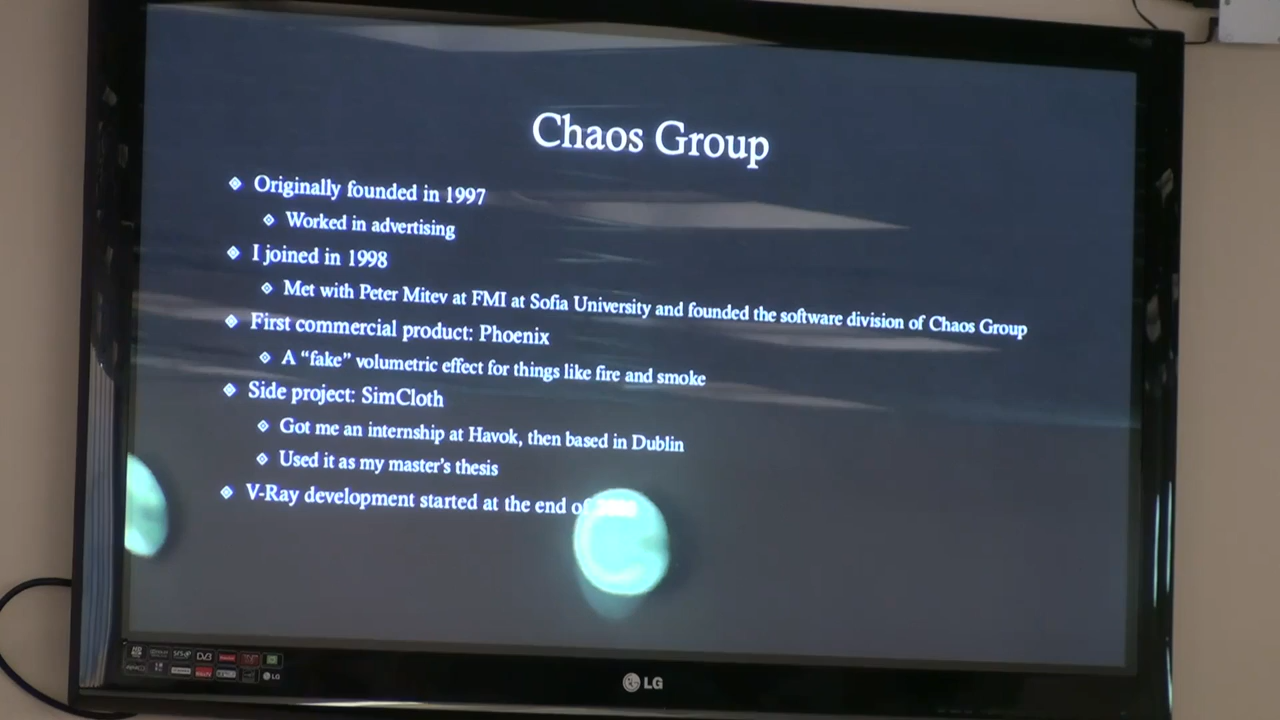 Chaos Group
Originally founded in 1997
Worked in advertising
I joined in 1998
Met with Peter Mitev at FMI at Sofia University and founded the software division of Chaos Group
First commercial product: Phoenix
A “fake” volumetric effect for things like fire and smoke
Side project: SimCloth
Got me an internship at Havok, then based in Dublin
Used it as my master’s thesis
V-Ray development started at the end of
DVB
LG
LG